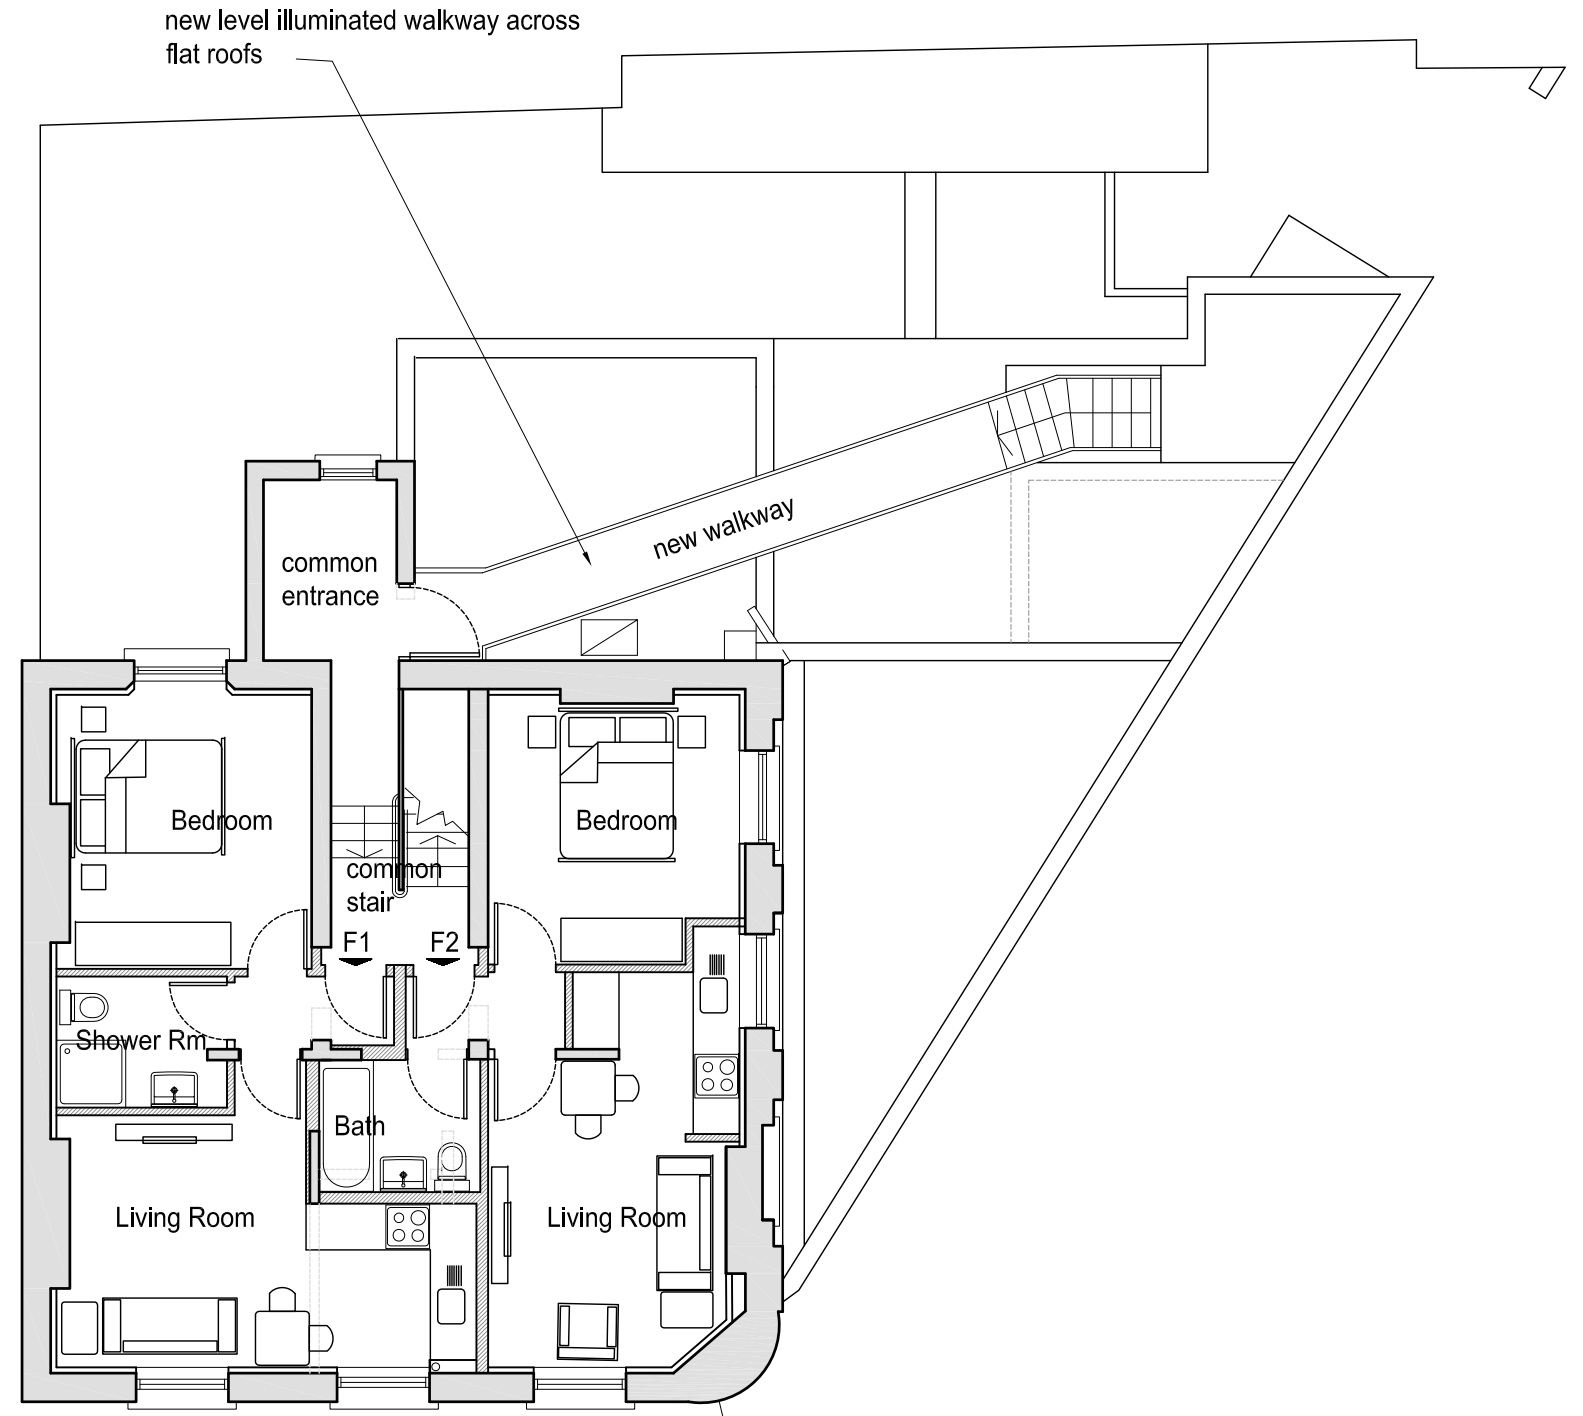 new level illuminated walkway across
flat roofs
new walkway
common
entrance
Bedroom
Bedroom
common
stair
F1
F2
Shower Rm
Bath
Living Room
Living Room